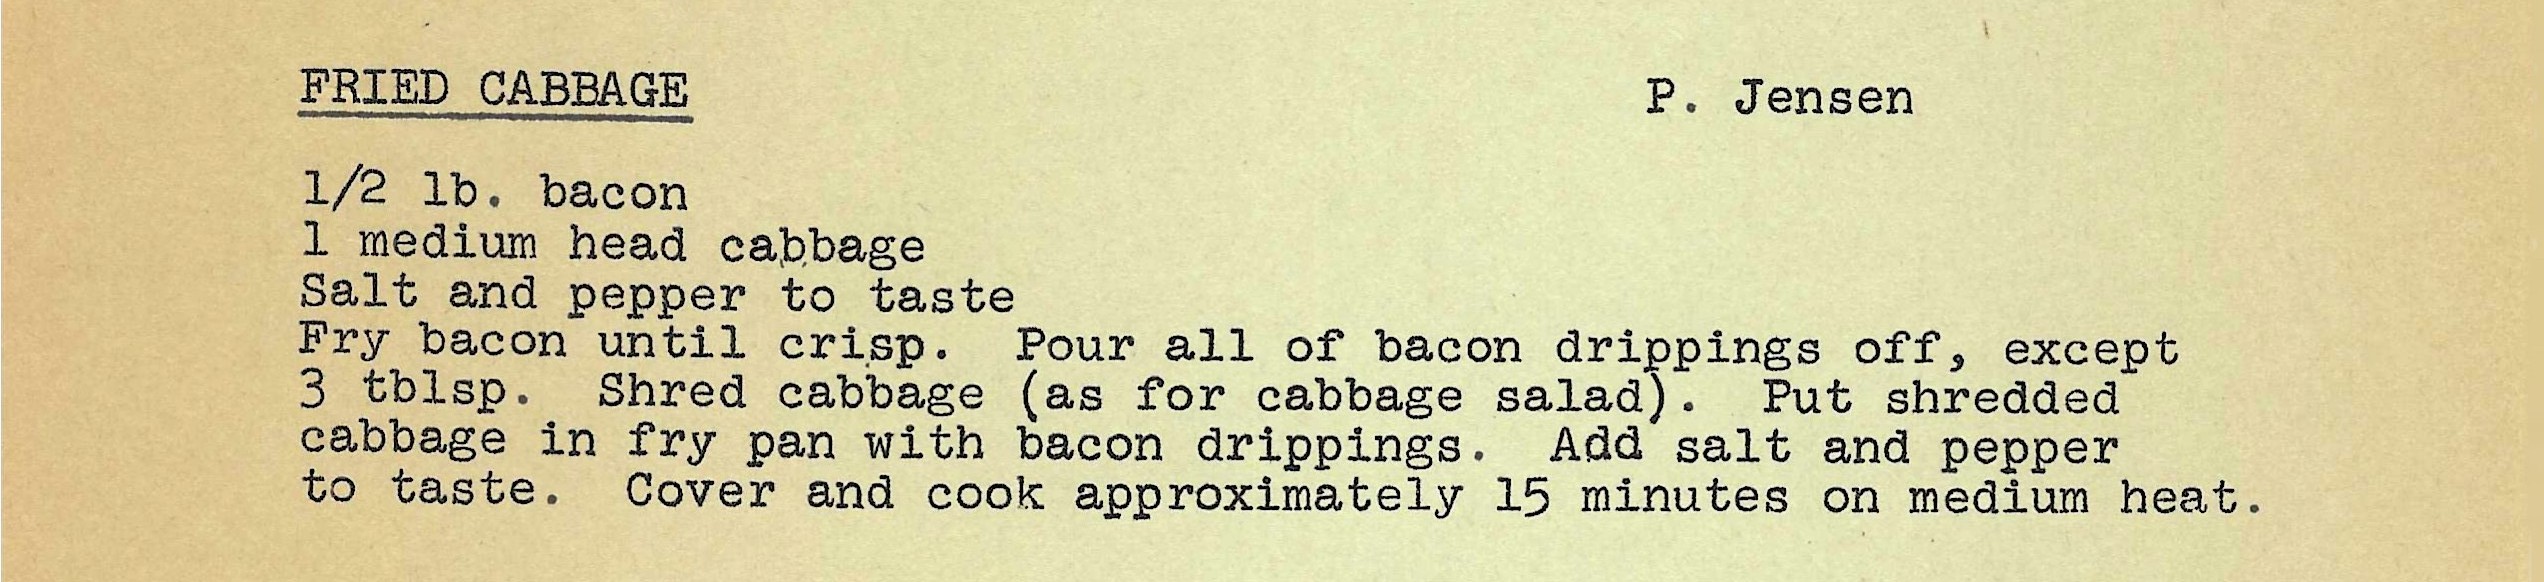 FRIED CABBAGE P. Jensen
1/2 lb. bacon
1 medium head cabbage
Salt and pepper to taste
Fry bacon until crisp. Pour all of bacon drippings off, except
3 tblsp. Shred cabbage (as for cabbage salad). Put shredded
cabbage in fry pan with bacon drippings. Add salt and pepper
to taste. Cover and cook approximately 15 minutes on medium heat.